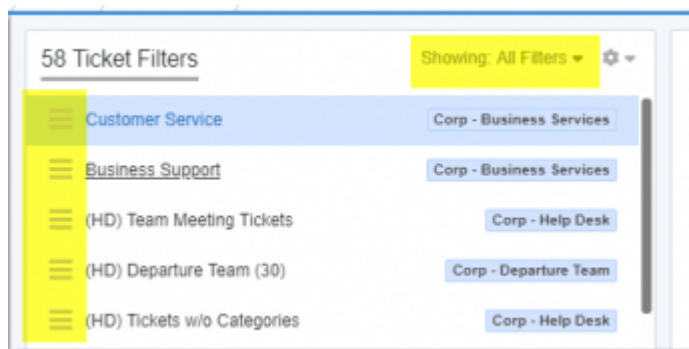 58 Ticket Filters Showing: All Filters
Customer Service Corp - Business Services
Business Support Corp - Business Services
(HD) Team Meeting Tickets Corp - Help Desk
(HD) Departure Team (30) Corp - Departure Team
(HD) Tickets w/o Categories Corp - Help Desk